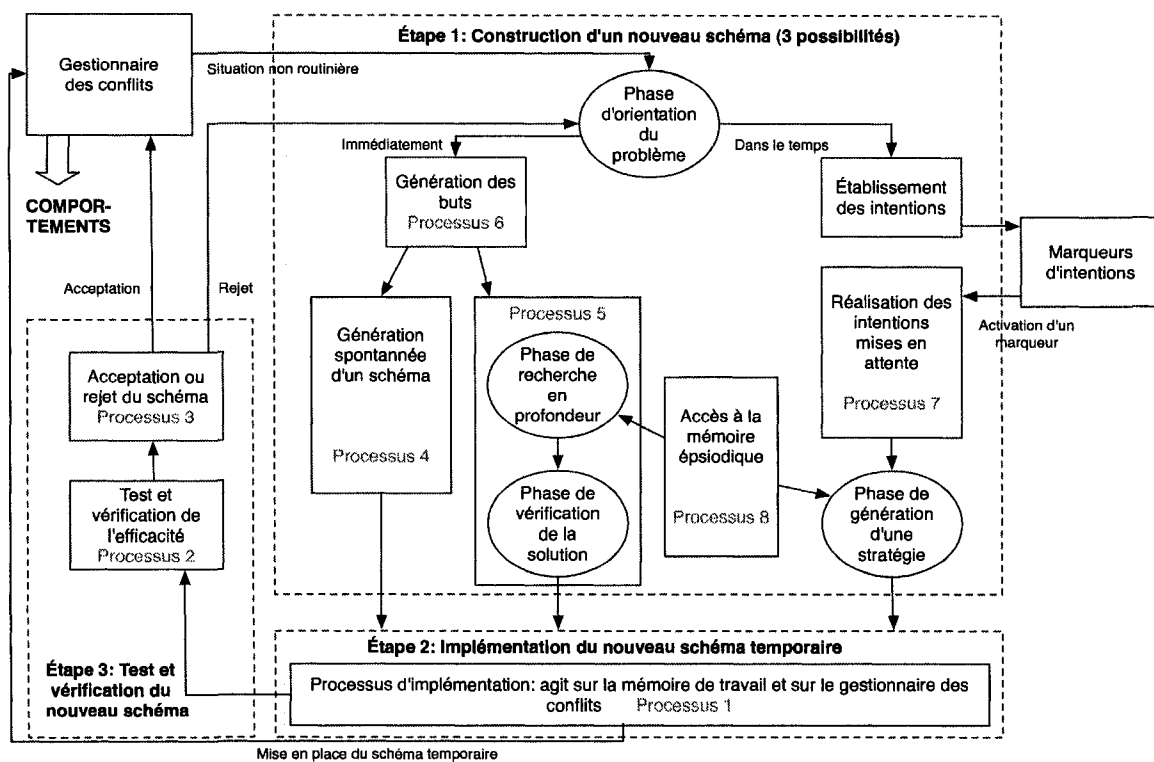 Étape 1: Construction d'un nouveau schéma (3 possibilités)
Gestionnaire
des conflits
Situation non routinière
Phase
d'orientation
du
problème
Immédiatement
Dans le temps
Génération des
buts
Processus 6
Établissement
des intentions
COMPOR-
TEMENTS
Marqueurs
d'intentions
Acceptation
Rejet
Génération
spontannée
d'un schéma
Processus 4
Processus 5
Phase de
recherche
en
profondeur
Phase de
vérification
de la
solution
Réalisation des
intentions
mises en
attente
Processus 7
Activation d'un
marqueur
Accès à la
mémoire
épsiodique
Processus 8
Phase de
génération
d'une
stratégie
Acceptation ou
rejet du schéma
Processus 3
Test et
vérification de
l'efficacité
Processus 2
Étape 3: Test et
vérification du
nouveau schéma
Étape 2: Implémentation du nouveau schéma temporaire
Processus d'implémentation: agit sur la mémoire de travail et sur le gestionnaire des
conflits Processus 1
Mise en place du schéma temporaire